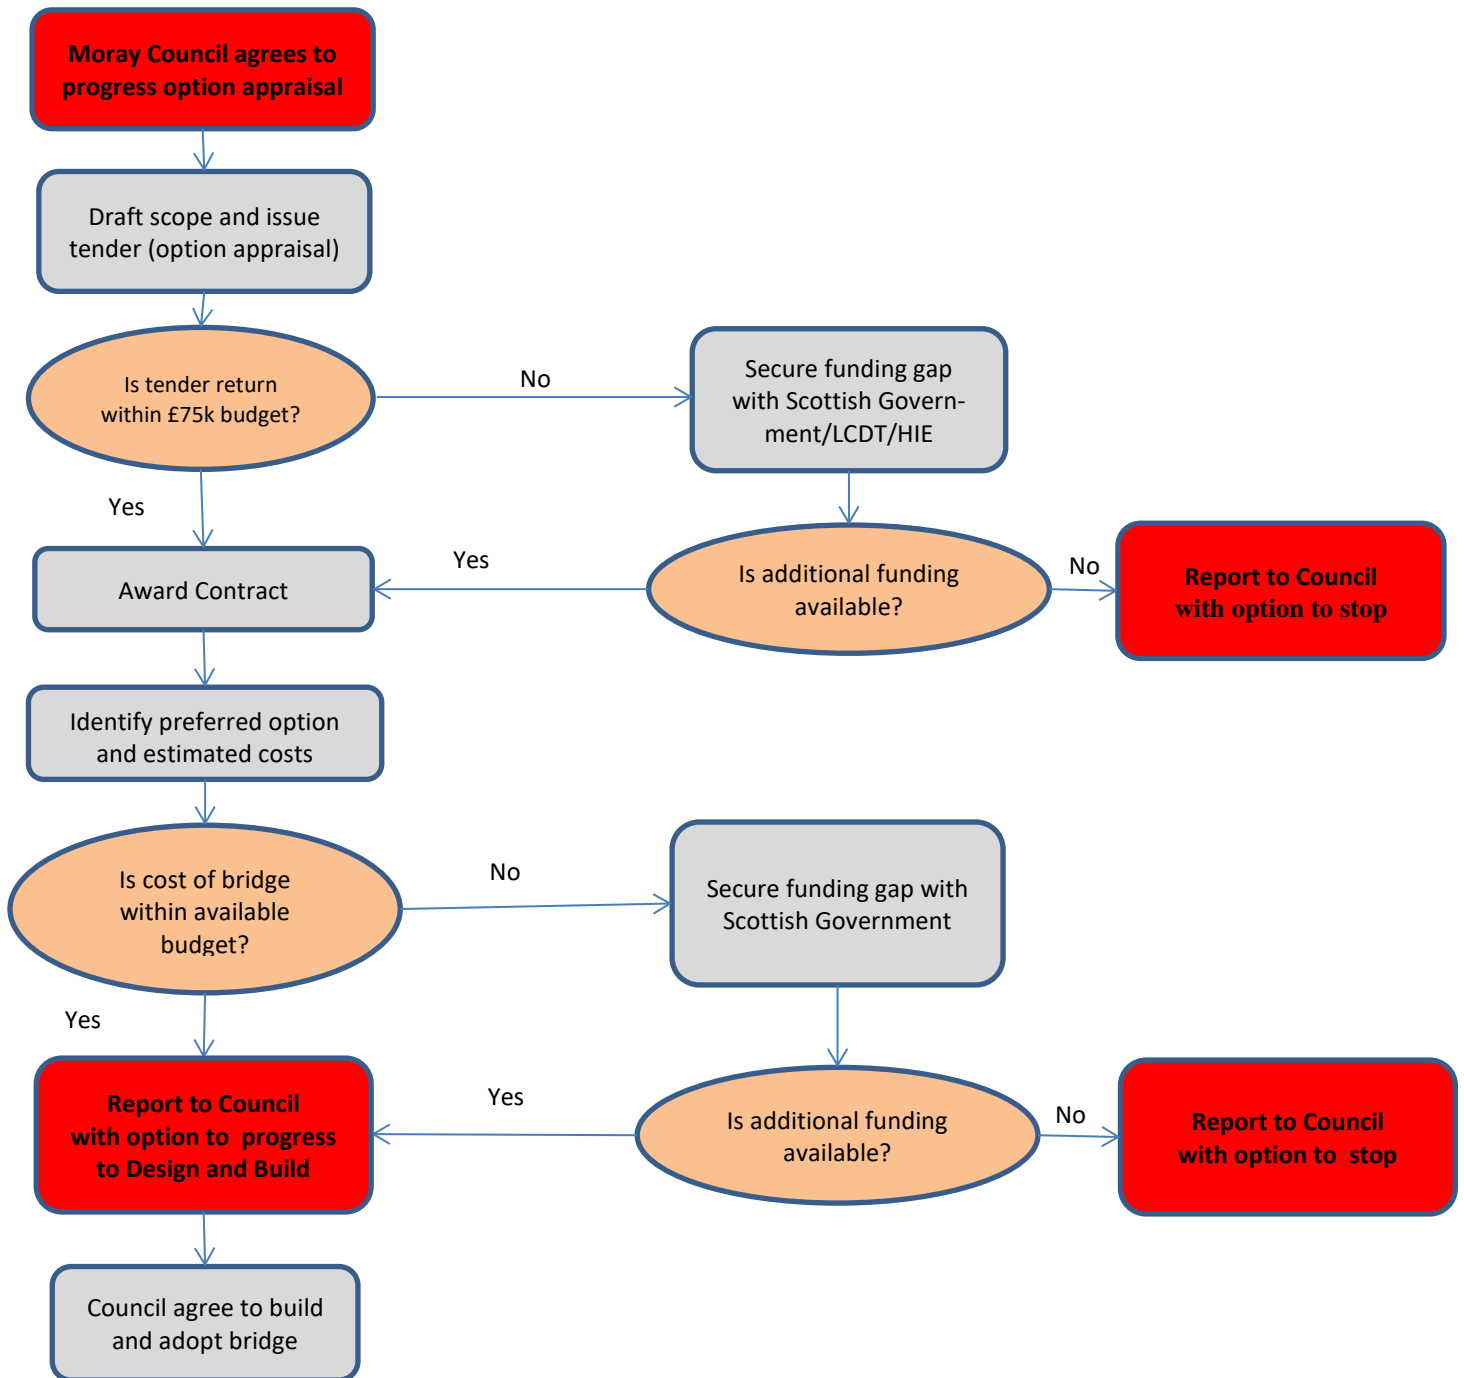 Moray Council agrees to
progress option appraisal
Draft scope and issue
tender (option appraisal)
Is tender return
within £75k budget?
No
Secure funding gap
with Scottish Govern-
ment/LCDT/HIE
Yes
Award Contract
Yes
Is additional funding
available?
No
Report to Council
with option to stop
Identify preferred option
and estimated costs
Is cost of bridge
within available
budget?
No
Secure funding gap with
Scottish Government
Yes
Report to Council
with option to progress
to Design and Build
Yes
Is additional funding
available?
No
Report to Council
with option to stop
Council agree to build
and adopt bridge